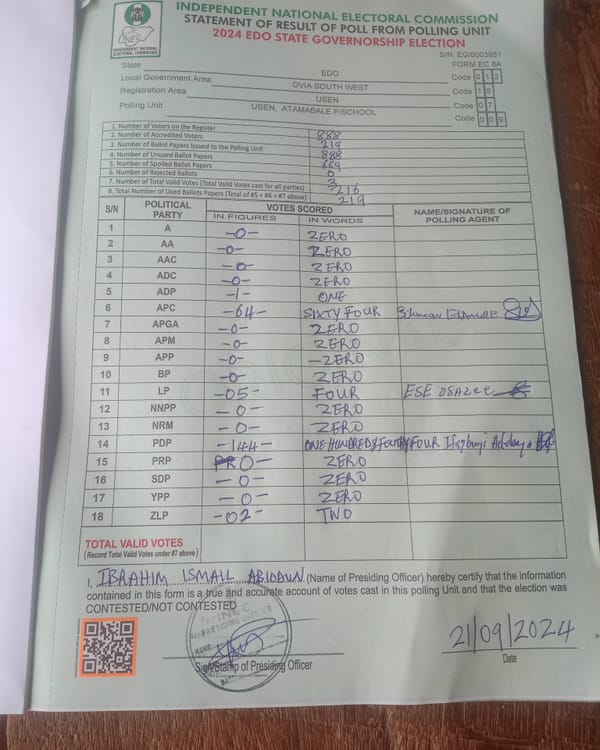 INDEPENDENT NATIONAL ELECTORAL COMMISSION
STATEMENT OF RESULT OF POLL FROM POLLING UNIT
2024 EDO STATE GOVERNORSHIP ELECTION
INEC
INDEPENDENT NATIONAL
ELECTORAL COMMISSION
S/N: EG/0003951
FORM EC 8A
State EDO Code 0 1 2
Local Government Area OVIA SOUTH WEST Code 1 5
Registration Area USEN Code 0 7
Polling Unit USEN, ATAMABALE P/SCHOOL Code 0 0 9
1. Number of Voters on the Register 888
2. Number of Accredited Voters 219
3. Number of Ballot Papers Issued to the Polling Unit 888
4. Number of Unused Ballot Papers 669
5. Number of Spoiled Ballot Papers 0
6. Number of Rejected Ballots 3
7. Number of Total Valid Votes (Total Valid Votes cast for all parties) 216
8. Total Number of Used Ballots Papers (Total of #5 + #6 + #7 above) 219
S/N POLITICAL PARTY VOTES SCORED NAME/SIGNATURE OF POLLING AGENT
IN FIGURES IN WORDS
1 A -0- ZERO
2 AA -0- ZERO
3 AAC -0- ZERO
4 ADC -0- ZERO
5 ADP -1- ONE
6 APC -64- SIXTY FOUR
7 APGA -0- ZERO
8 APM -0- ZERO
9 APP -0- -ZERO
10 BP -0- ZERO
11 LP -05- FOUR ESE OSAZEE
12 NNPP -0- ZERO
13 NRM -0- ZERO
14 PDP -144- ONE HUNDRED & FOURTY FOUR
15 PRP 0- ZERO
16 SDP -0- ZERO
17 YPP -0- ZERO
18 ZLP -02- TWO
TOTAL VALID VOTES
(Record Total Valid Votes under #7 above)
I, IBRAHIM ISMAIL ABIODUN (Name of Presiding Officer) hereby certify that the information
contained in this form is a true and accurate account of votes cast in this polling Unit and that the election was
CONTESTED/NOT CONTESTED
INEC
PRESIDING OFFICER
NAME:
DATE
21/09/2024
Sign/Stamp of Presiding Officer
Date